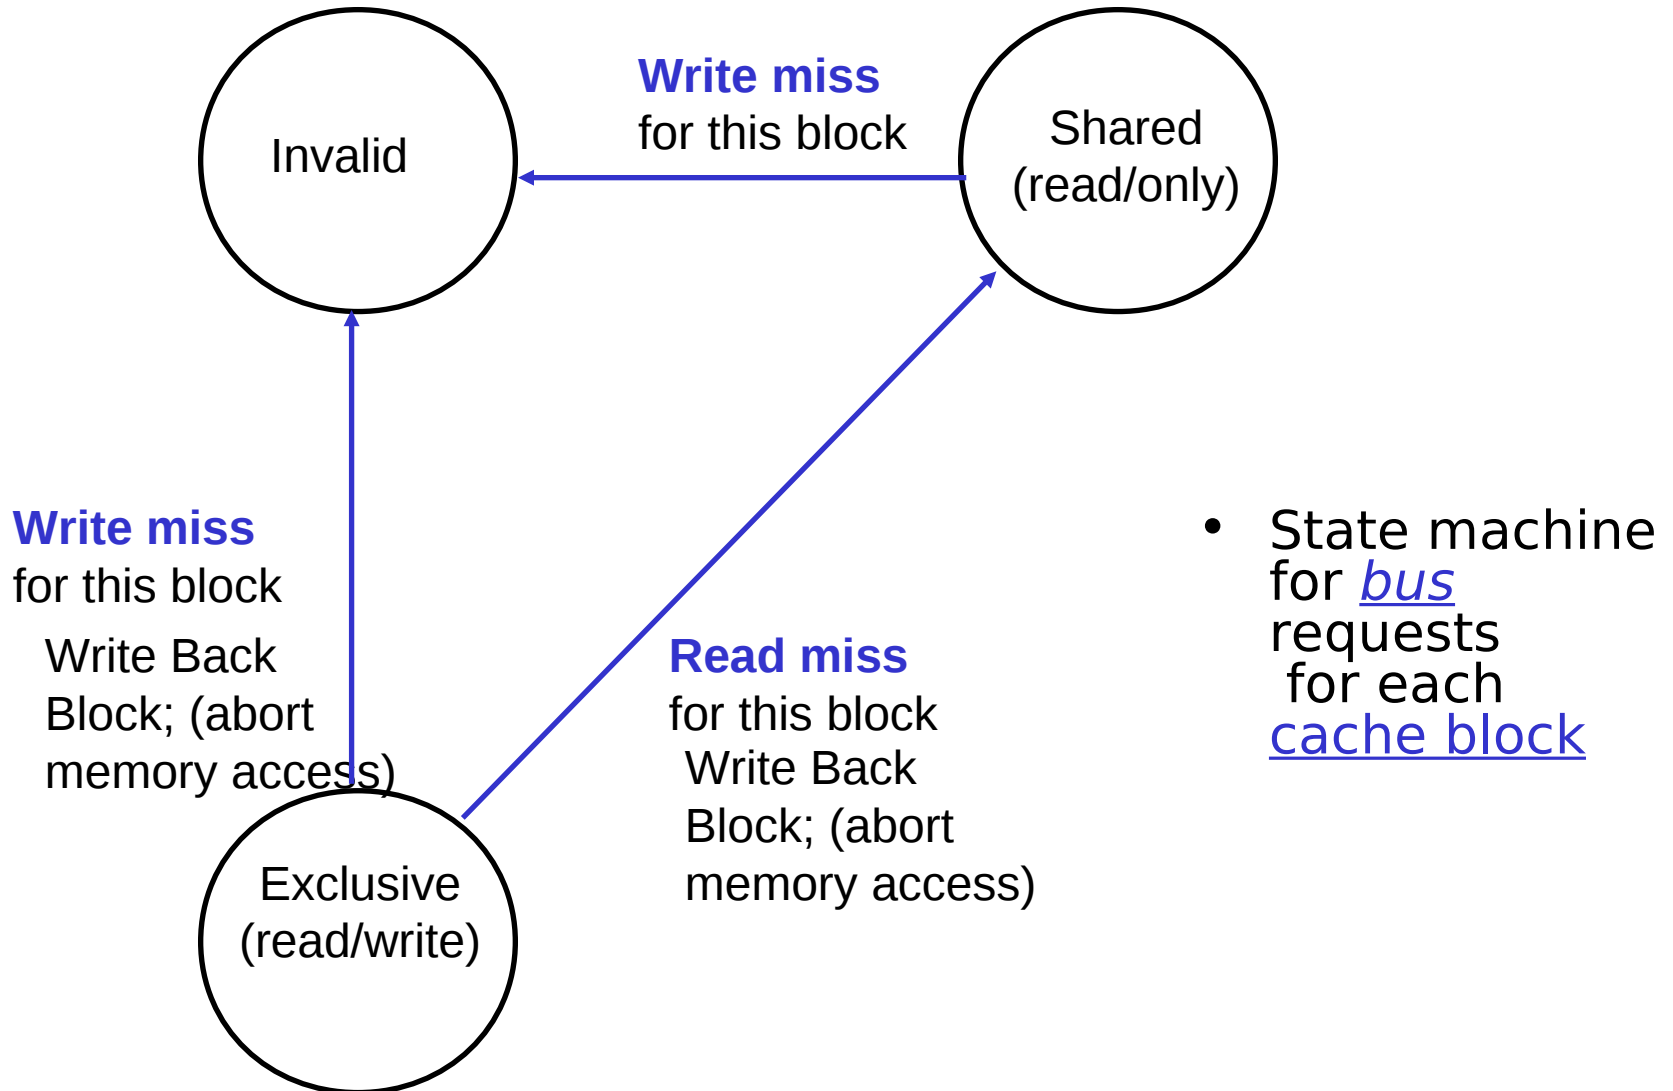 Invalid
Write miss
for this block
Shared
(read/only)
Write miss
for this block
Write Back
Block; (abort
memory access)
Read miss
for this block
Write Back
Block; (abort
memory access)
Exclusive
(read/write)
• State machine
for bus
requests
for each
cache block